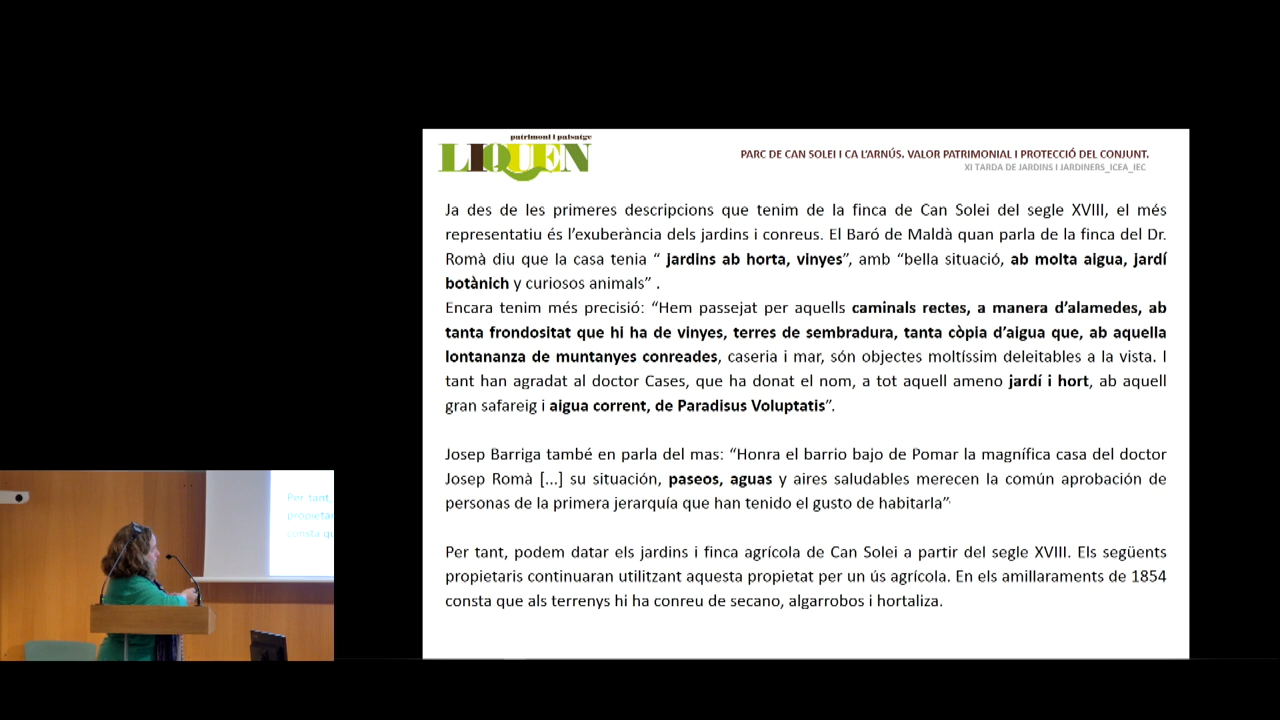 patrimoni i paisatge
LIQUEN
PARC DE CAN SOLEI I CA L'ARNÚS. VALOR PATRIMONIAL I PROTECCIÓ DEL CONJUNT.
XI TARDA DE JARDINS I JARDINERS_ICEA_IEC
Ja des de les primeres descripcions que tenim de la finca de Can Solei del segle XVIII, el més
representatiu és l'exuberància dels jardins i conreus. El Baró de Maldà quan parla de la finca del Dr.
Romà diu que la casa tenia “ jardins ab horta, vinyes”, amb “bella situació, ab molta aigua, jardí
botànich y curiosos animals” .
Encara tenim més precisió: “Hem passejat per aquells caminals rectes, a manera d'alamedes, ab
tanta frondositat que hi ha de vinyes, terres de sembradura, tanta còpia d'aigua que, ab aquella
lontananza de muntanyes conreades, caseria i mar, són objectes moltíssim deleitables a la vista. I
tant han agradat al doctor Cases, que ha donat el nom, a tot aquell ameno jardí i hort, ab aquell
gran safareig i aigua corrent, de Paradisus Voluptatis”.
Josep Barriga també en parla del mas: “Honra el barrio bajo de Pomar la magnífica casa del doctor
Josep Romà [...] su situación, paseos, aguas y aires saludables merecen la común aprobación de
personas de la primera jerarquía que han tenido el gusto de habitarla”
Per tant, podem datar els jardins i finca agrícola de Can Solei a partir del segle XVIII. Els següents
propietaris continuaran utilitzant aquesta propietat per un ús agrícola. En els amillaraments de 1854
consta que als terrenys hi ha conreu de secano, algarrobos i hortaliza.
Per tant,
propietar
consta qu